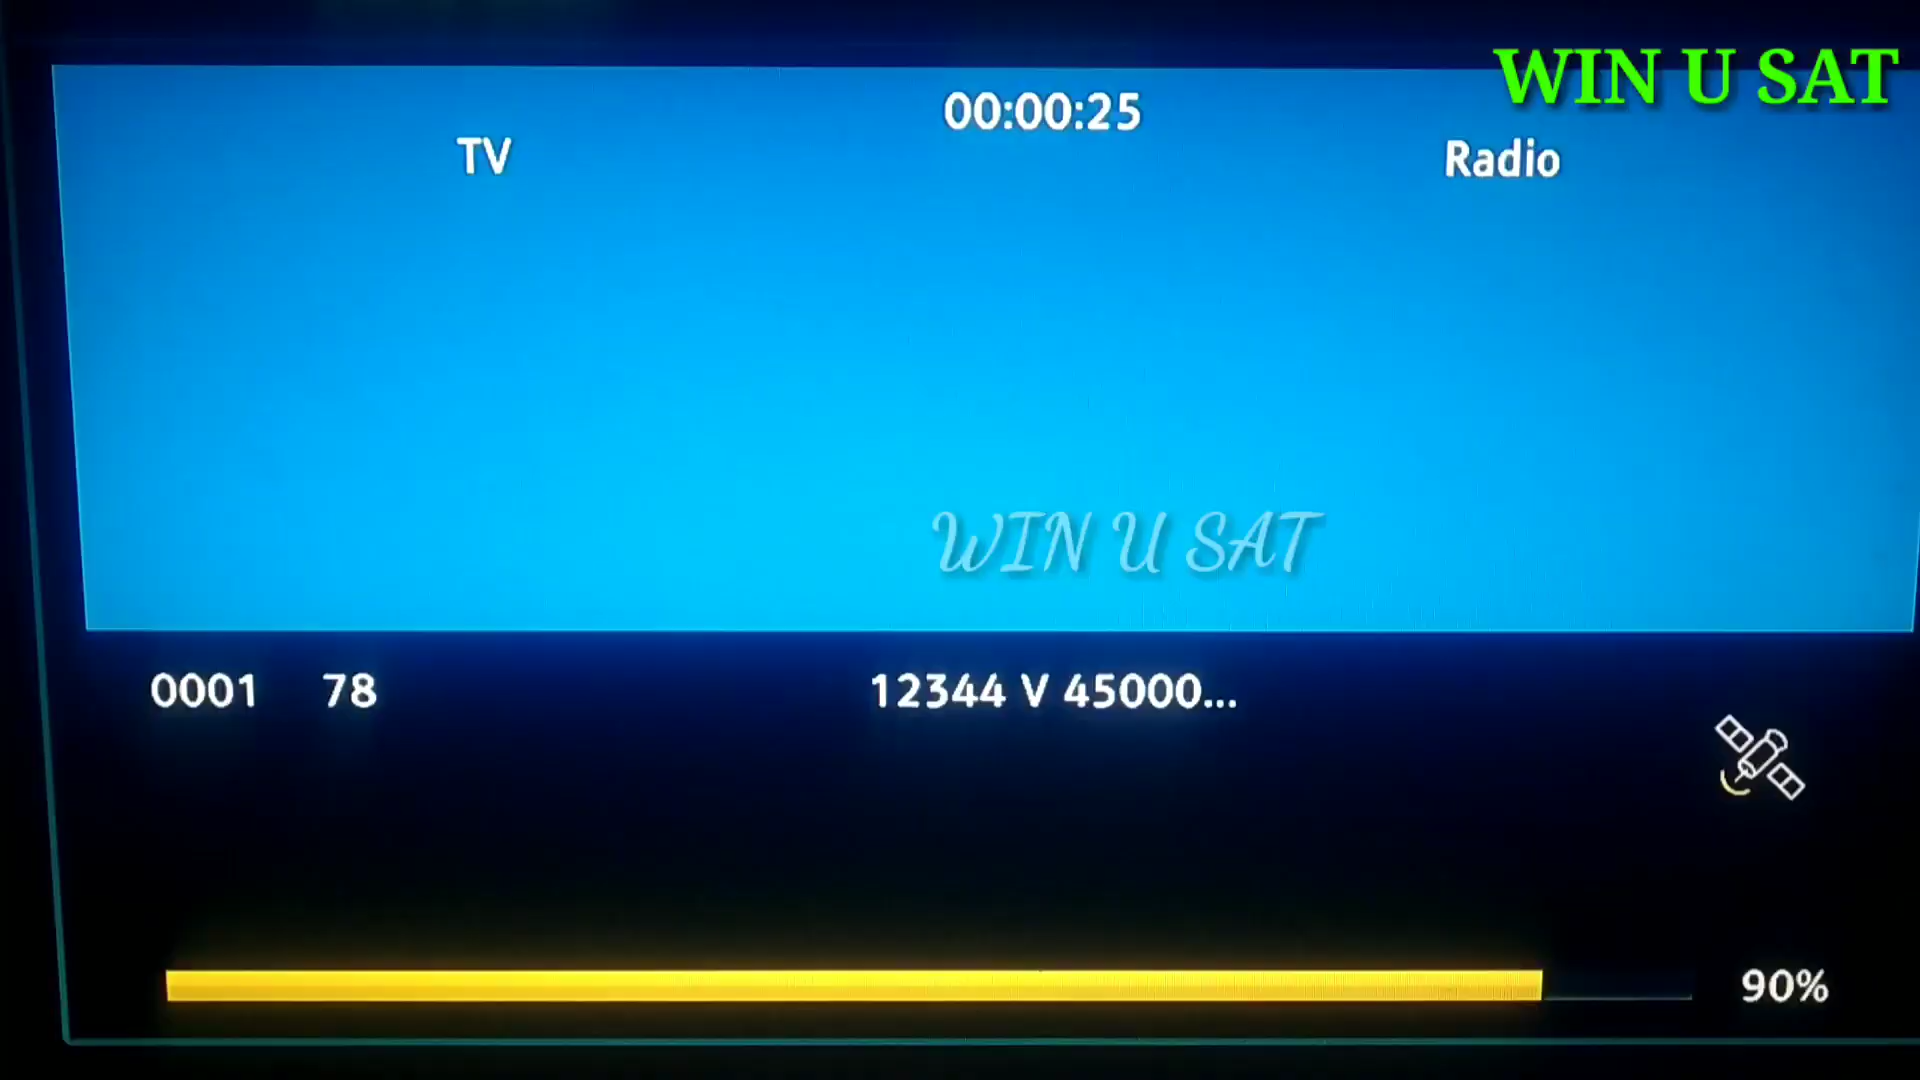 WIN U SAT
00:00:25
TV
Radio
WIN U SAT
0001 78 12344 V 45000...
90%